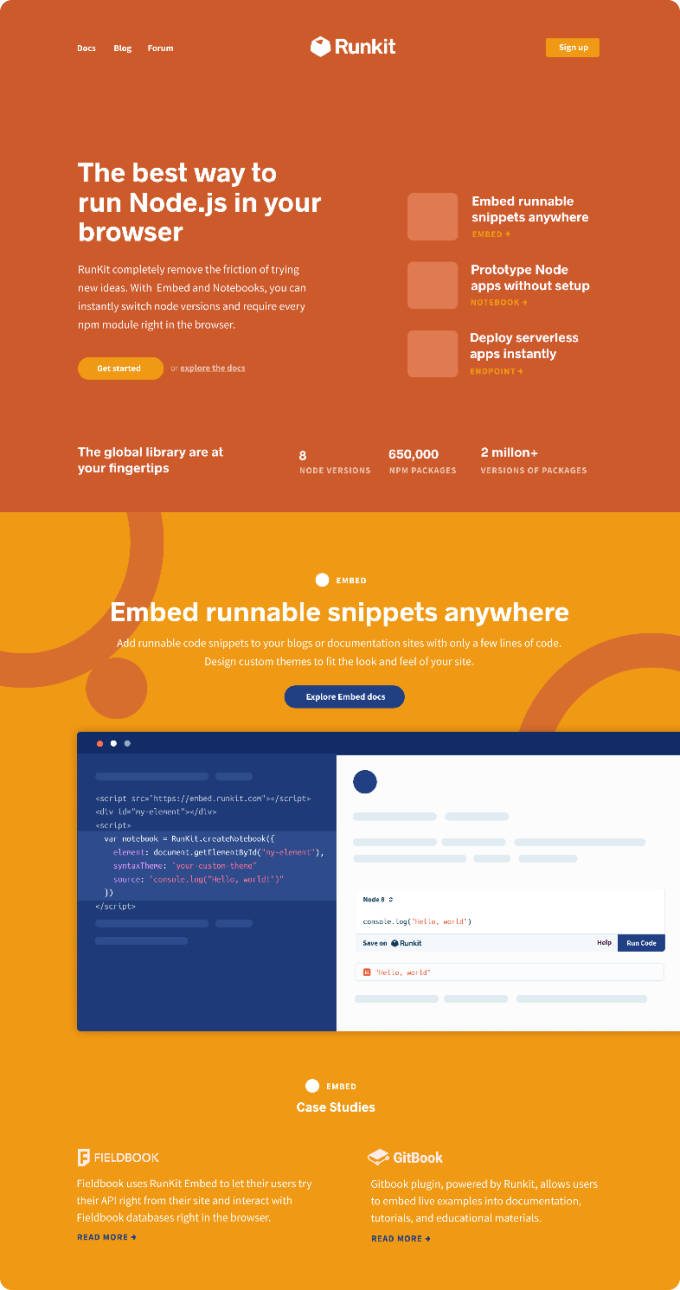 Docs Blog Forum
Runkit
Sign up
The best way to
run Node.js in your
browser
RunKit completely remove the friction of trying
new ideas. With Embed and Notebooks, you can
instantly switch node versions and require every
npm module right in the browser.
Get started or explore the docs
Embed runnable
snippets anywhere
EMBED →
Prototype Node
apps without setup
NOTEBOOK →
Deploy serverless
apps instantly
ENDPOINT →
The global library are at
your fingertips
8
NODE VERSIONS
650,000
NPM PACKAGES
2 millon+
VERSIONS OF PACKAGES
EMBED
Embed runnable snippets anywhere
Add runnable code snippets to your blogs or documentation sites with only a few lines of code.
Design custom themes to fit the look and feel of your site.
Explore Embed docs
<script src="https://embed.runkit.com"></script>
<div id="my-element"></div>
<script>
var notebook = RunKit.createNotebook({
element: document.getElementById("my-element"),
syntaxTheme: "your-custom-theme"
source: "console.log("Hello, world!")"
})
</script>
Node 8
console.log("Hello, world")
Save on Runkit
Help
Run Code
"Hello, world"
EMBED
Case Studies
FIELDBOOK
Fieldbook uses RunKit Embed to let their users try
their API right from their site and interact with
Fieldbook databases right in the browser.
READ MORE →
GitBook
Gitbook plugin, powered by Runkit, allows users
to embed live examples into documentation,
tutorials, and educational materials.
READ MORE →